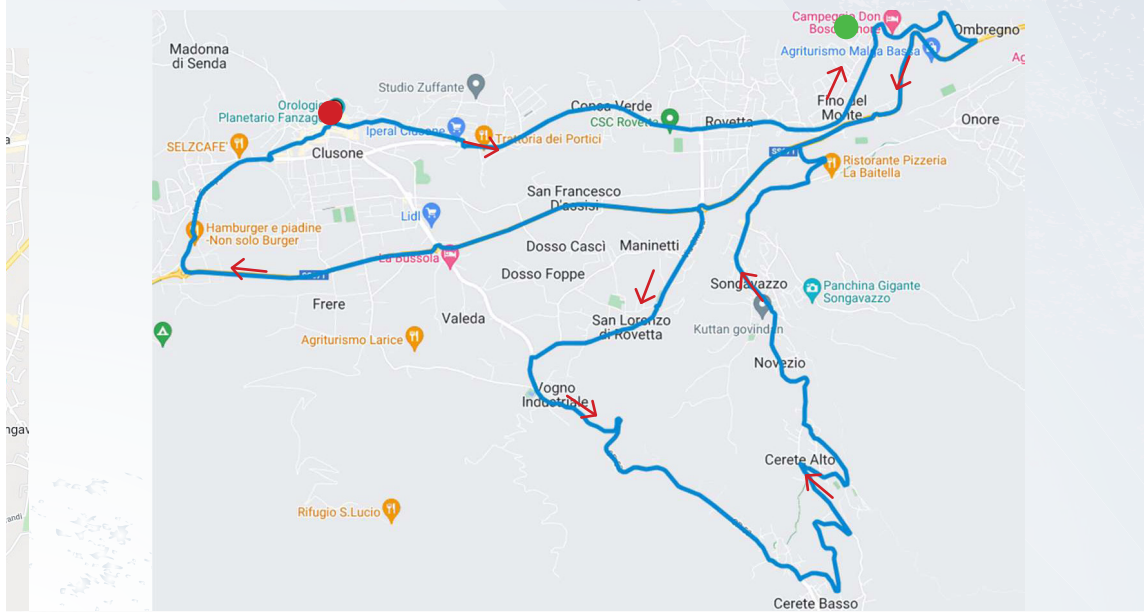 Campeggio Don
Bosco
Ombregno
Madonna
di Senda
Agriturismo Malga Bassa
Ag
Studio Zuffante
Orologio
Planetario Fanzago
Conca Verde
Fino del
Monte
CSC Rovetta
Rovetta
Onore
Iperal Clusone
Trattoria dei Portici
SELZCAFE'
Clusone
Ristorante Pizzeria
La Baitella
San Francesco
D'assisi
Lidl
Hamburger e piadine
-Non solo Burger
La Bussola
Dosso Cascì
Maninetti
Dosso Foppe
Songavazzo
Panchina Gigante
Songavazzo
Frere
Valeda
San Lorenzo
di Rovetta
Kuttan govindan
Agriturismo Larice
Novezio
Vogno
Industriale
ngav
Cerete Alto
Rifugio S.Lucio
andi
Cerete Basso